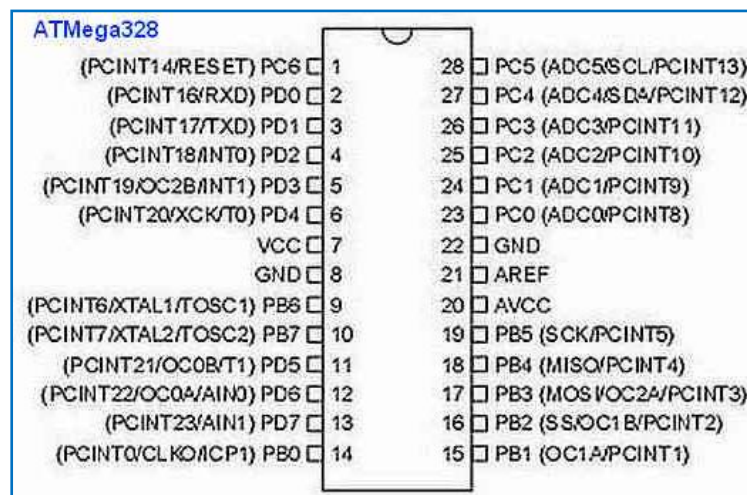 ATMega328
(PCINT14/RESET) PC6 1 28 PC5 (ADC5/SCL/PCINT13)
(PCINT16/RXD) PD0 2 27 PC4 (ADC4/SDA/PCINT12)
(PCINT17/TXD) PD1 3 26 PC3 (ADC3/PCINT11)
(PCINT18/INT0) PD2 4 25 PC2 (ADC2/PCINT10)
(PCINT19/OC2B/INT1) PD3 5 24 PC1 (ADC1/PCINT9)
(PCINT20/XCK/T0) PD4 6 23 PC0 (ADC0/PCINT8)
VCC 7 22 GND
GND 8 21 AREF
(PCINT6/XTAL1/TOSC1) PB6 9 20 AVCC
(PCINT7/XTAL2/TOSC2) PB7 10 19 PB5 (SCK/PCINT5)
(PCINT21/OC0B/T1) PD5 11 18 PB4 (MISO/PCINT4)
(PCINT22/OC0A/AIN0) PD6 12 17 PB3 (MOSI/OC2A/PCINT3)
(PCINT23/AIN1) PD7 13 16 PB2 (SS/OC1B/PCINT2)
(PCINT0/CLKO/ICP1) PB0 14 15 PB1 (OC1A/PCINT1)